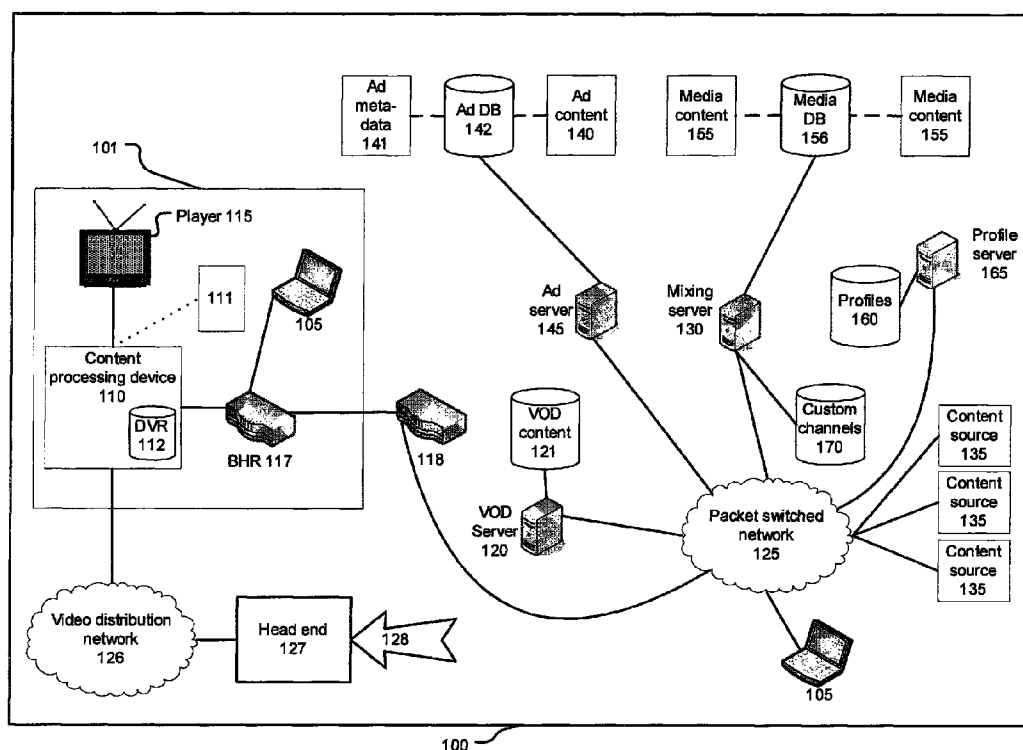 Ad
meta-
data
141
Ad DB
142
Ad
content
140
Media
content
155
Media
DB
156
Media
content
155
101
Player 115
111
105
Content
processing device
110
DVR
112
BHR 117
118
Ad
server
145
Mixing
server
130
Profiles
160
Profile
server
165
VOD
content
121
Custom
channels
170
Content
source
135
Content
source
135
Content
source
135
VOD
Server
120
Packet switched
network
125
Video distribution
network
126
Head end
127
128
105
100